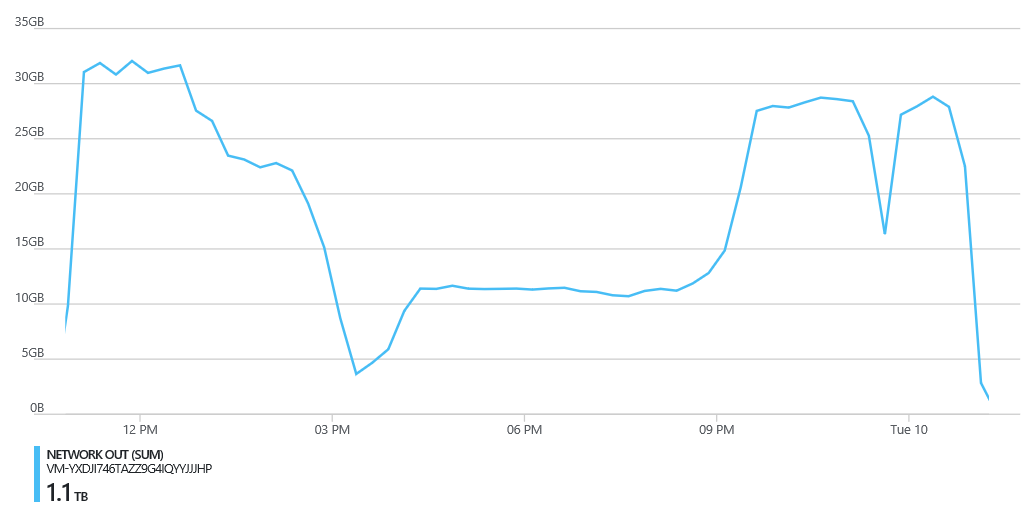 35GB
30GB
25GB
20GB
15GB
10GB
5GB
0B
12 PM 03 PM 06 PM 09 PM Tue 10
NETWORK OUT (SUM)
VM-YXDJI746TAZZ9G4IQYYJJJHP
1.1 TB